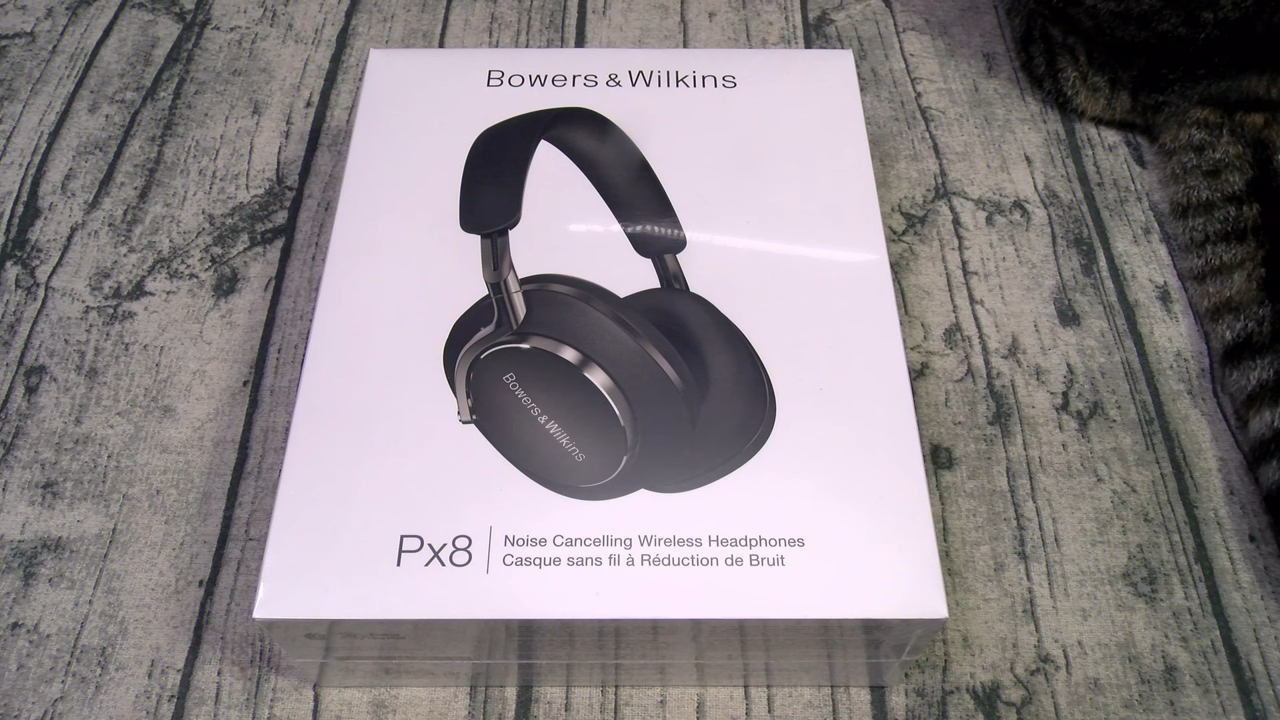 Bowers & Wilkins
Bowers & Wilkins
Px8
Noise Cancelling Wireless Headphones
Casque sans fil à Réduction de Bruit